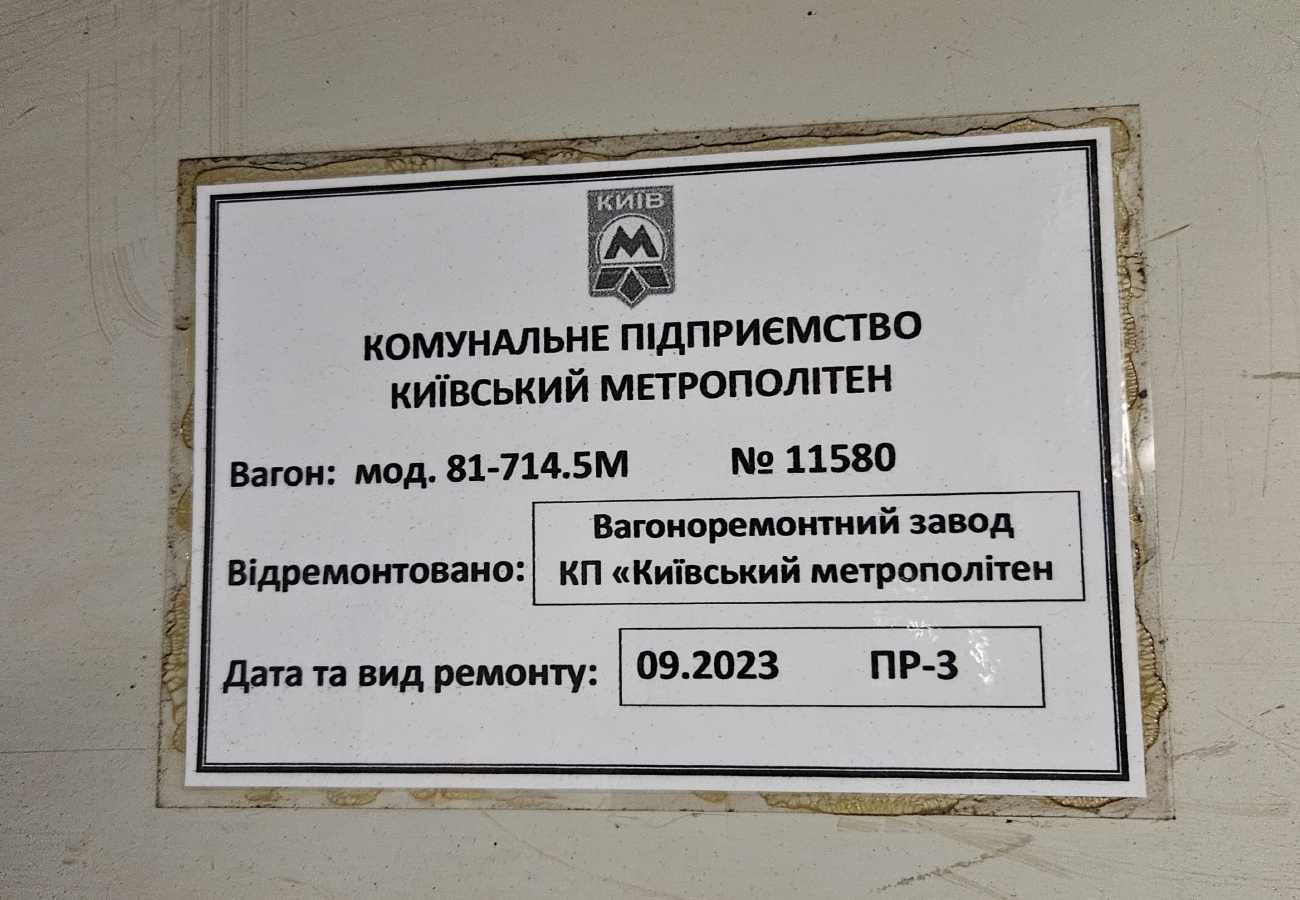 КИЇВ
М
КОМУНАЛЬНЕ ПІДПРИЄМСТВО
КИЇВСЬКИЙ МЕТРОПОЛІТЕН
Вагон: мод. 81-714.5М № 11580
Вагоноремонтний завод
Відремонтовано: КП «Київський метрополітен
Дата та вид ремонту: 09.2023 ПР-3